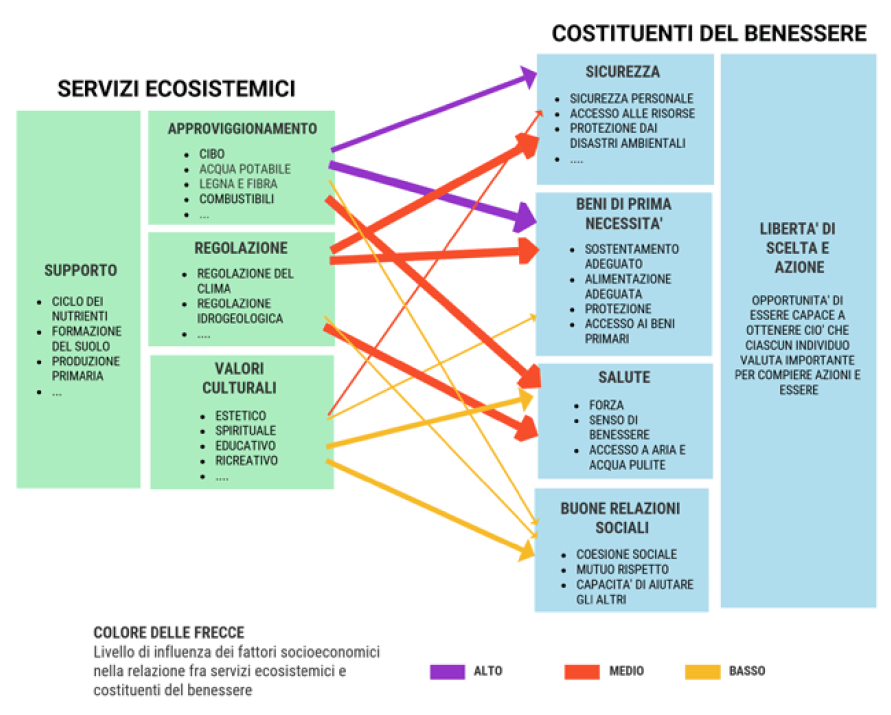 COSTITUENTI DEL BENESSERE
SERVIZI ECOSISTEMICI
SUPPORTO
• CICLO DEI
NUTRIENTI
• FORMAZIONE
DEL SUOLO
• PRODUZIONE
PRIMARIA
• ...
APPROVIGGIONAMENTO
• CIBO
• ACQUA POTABILE
• LEGNA E FIBRA
• COMBUSTIBILI
• ...
REGOLAZIONE
• REGOLAZIONE DEL
CLIMA
• REGOLAZIONE
IDROGEOLOGICA
• ....
VALORI
CULTURALI
• ESTETICO
• SPIRITUALE
• EDUCATIVO
• RICREATIVO
• ....
SICUREZZA
• SICUREZZA PERSONALE
• ACCESSO ALLE RISORSE
• PROTEZIONE DAI
DISASTRI AMBIENTALI
• ....
BENI DI PRIMA
NECESSITA'
• SOSTENTAMENTO
ADEGUATO
• ALIMENTAZIONE
ADEGUATA
• PROTEZIONE
• ACCESSO AI BENI
PRIMARI
SALUTE
• FORZA
• SENSO DI
BENESSERE
• ACCESSO A ARIA E
ACQUA PULITE
BUONE RELAZIONI
SOCIALI
• COESIONE SOCIALE
• MUTUO RISPETTO
• CAPACITA' DI AIUTARE
GLI ALTRI
LIBERTA' DI
SCELTA E
AZIONE
OPPORTUNITA' DI
ESSERE CAPACE A
OTTENERE CIO' CHE
CIASCUN INDIVIDUO
VALUTA IMPORTANTE
PER COMPIERE AZIONI E
ESSERE
COLORE DELLE FRECCE
Livello di influenza dei fattori socioeconomici
nella relazione fra servizi ecosistemici e
costituenti del benessere
ALTO
MEDIO
BASSO